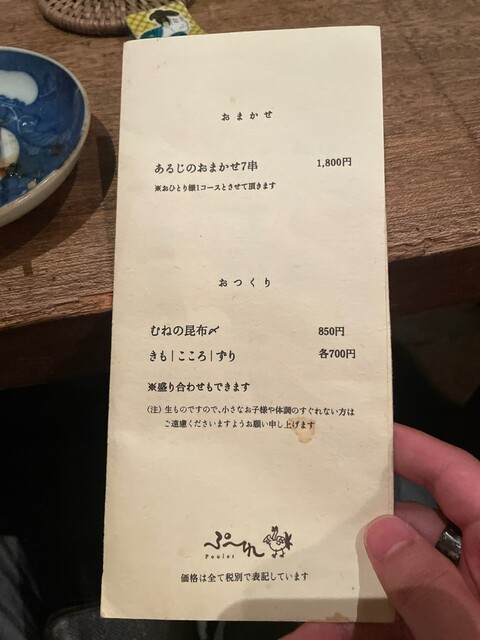 おまかせ
あるじのおまかせ7串 1,800円
※おひとり様1コースとさせて頂きます
おつくり
むねの昆布〆 850円
きも｜こころ｜ずり 各700円
※盛り合わせもできます
（注）生ものですので、小さなお子様や体調のすぐれない方は
ご遠慮くださいますようお願い申し上げます
ぷーれ
Poulet
価格は全て税別で表記しています